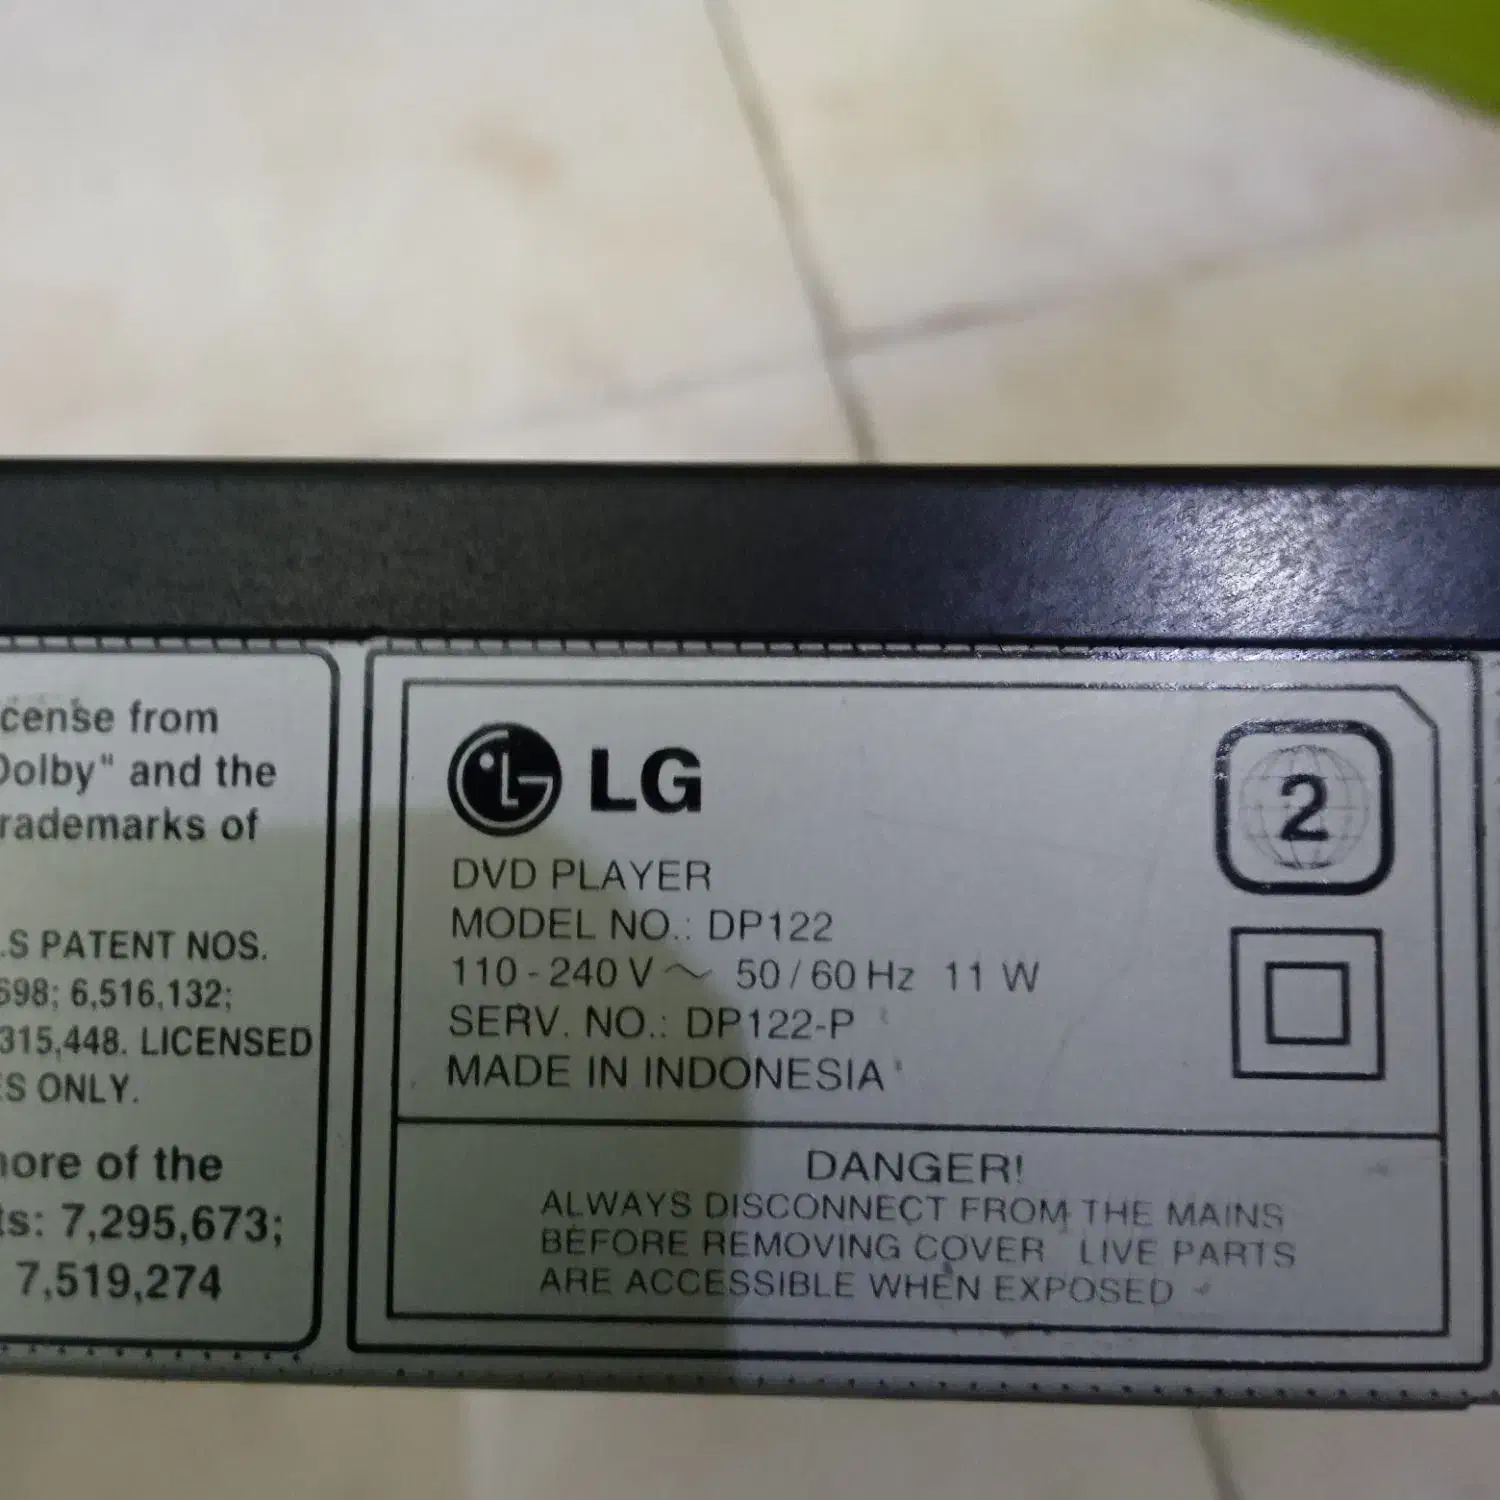 cense from
Dolby" and the
rademarks of
.S PATENT NOS.
698; 6,516,132;
315,448. LICENSED
ES ONLY.
nore of the
ts: 7,295,673;
7,519,274
LG
DVD PLAYER
MODEL NO.: DP122
110-240 V ~ 50/60 Hz 11 W
SERV. NO.: DP122-P
MADE IN INDONESIA
2
DANGER!
ALWAYS DISCONNECT FROM THE MAINS
BEFORE REMOVING COVER LIVE PARTS
ARE ACCESSIBLE WHEN EXPOSED